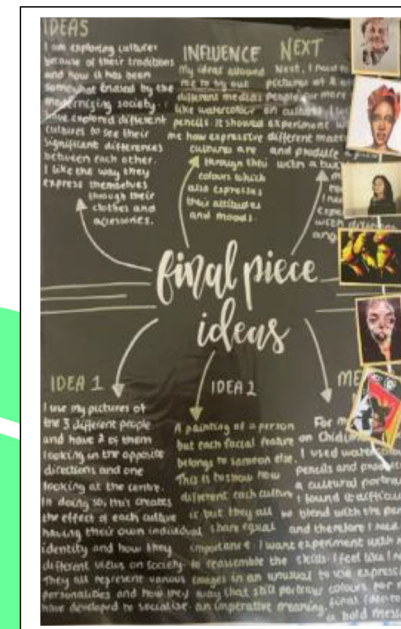 IDEAS
I am exploring cultures
because of their traditions
and how it has been
somewhat erased by the
modernising society. I
have explored different
cultures to see their
significant differences
between each other.
I like the way they
express themselves
through their
clothes and
accessories.
INFLUENCE
My ideas allowed
me to try out
different medias
like watercolour
pencils. It showed
me how expressive
cultures are
through their
colours which
also expresses
their attitudes
and moods.
NEXT
Next, I need
pictures of
people
on culture.
experiment
different
and produce a
with a
final piece
ideas
IDEA 1
I use my pictures of
the 3 different people
and have 2 of them
looking in the opposite
directions and one
looking at the centre.
In doing so, this creates
the effect of each culture
having their own individual
identity and how they
different views on society.
They all represent various
personalities and how they
have developed to socialise.
IDEA 2
A painting of a person
but each facial feature
belongs to someone else.
This is to show how
different each culture
is but they all
share equal
importance. I want
to reassemble the
images in an unusual
way that still portrays
an imperative meaning.
ME
For
on
I used watercolour
pencils and
a cultural portrait
I found it difficult
to blend with the
and therefore I need
experiment with
skills. I feel like I
to use
colours for
final idea to
a bold